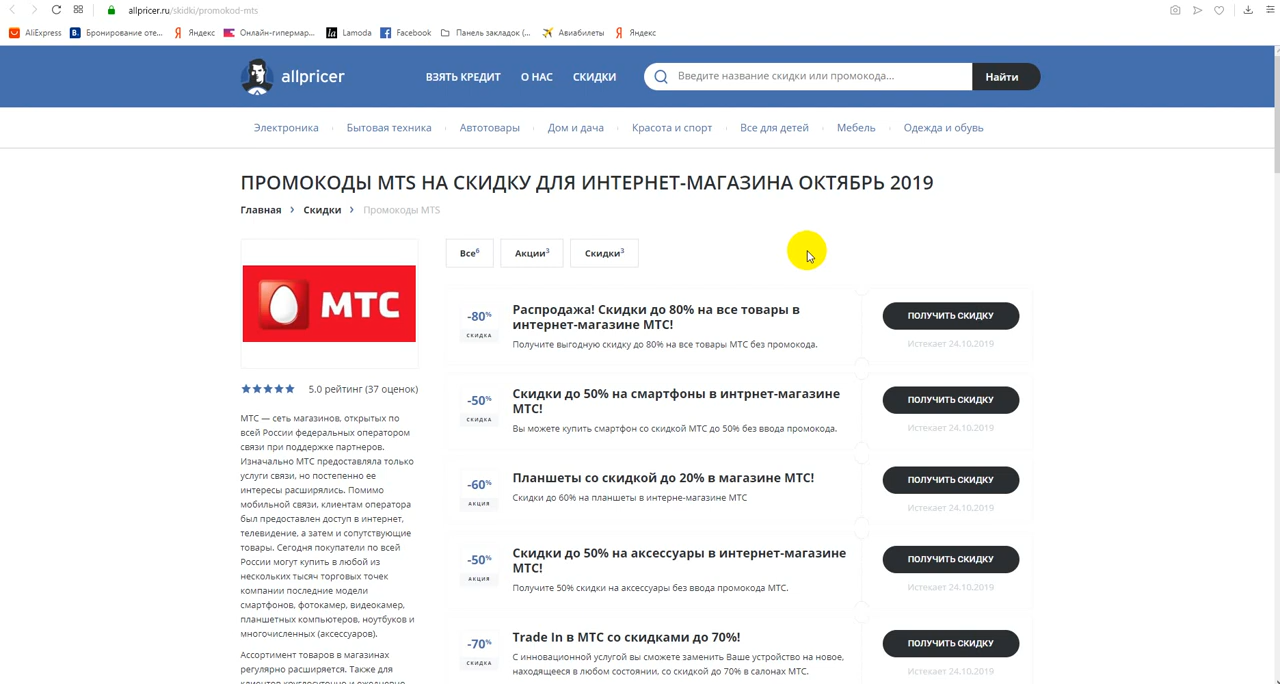 allpricer.ru/skidki/promokod-mts
AliExpress Бронирование оте... Яндекс Онлайн-гипермар... Lamoda Facebook Панель закладок (... Авиабилеты Яндекс
allpricer ВЗЯТЬ КРЕДИТ О НАС СКИДКИ Введите название скидки или промокода... Найти
Электроника Бытовая техника Автотовары Дом и дача Красота и спорт Все для детей Мебель Одежда и обувь
ПРОМОКОДЫ MTS НА СКИДКУ ДЛЯ ИНТЕРНЕТ-МАГАЗИНА ОКТЯБРЬ 2019
Главная > Скидки > Промокоды MTS
МТС
5.0 рейтинг (37 оценок)
МТС — сеть магазинов, открытых по
всей России федеральных оператором
связи при поддержке партнеров.
Изначально МТС предоставляла только
услуги связи, но постепенно ее
интересы расширялись. Помимо
мобильной связи, клиентам оператора
был предоставлен доступ в интернет,
телевидение, а затем и сопутствующие
товары. Сегодня покупатели по всей
России могут купить в любой из
нескольких тысяч торговых точек
компании последние модели
смартфонов, фотокамер, видеокамер,
планшетных компьютеров, ноутбуков и
многочисленных (аксессуаров).
Ассортимент товаров в магазинах
регулярно расширяется. Также для
клиентов круглосуточно и ежедневно
Все6 Акции3 Скидки3
-80%
СКИДКА
Распродажа! Скидки до 80% на все товары в
интернет-магазине МТС!
Получите выгодную скидку до 80% на все товары МТС без промокода.
ПОЛУЧИТЬ СКИДКУ
Истекает 24.10.2019
-50%
СКИДКА
Скидки до 50% на смартфоны в интрнет-магазине
МТС!
Вы можете купить смартфон со скидкой МТС до 50% без ввода промокода.
ПОЛУЧИТЬ СКИДКУ
Истекает 24.10.2019
-60%
АКЦИЯ
Планшеты со скидкой до 20% в магазине МТС!
Скидки до 60% на планшеты в интерне-магазине МТС
ПОЛУЧИТЬ СКИДКУ
Истекает 24.10.2019
-50%
АКЦИЯ
Скидки до 50% на аксессуары в интернет-магазине
МТС!
Получите 50% скидки на аксессуары без ввода промокода МТС.
ПОЛУЧИТЬ СКИДКУ
Истекает 24.10.2019
-70%
СКИДКА
Trade In в МТС со скидками до 70%!
С инновационной услугой вы сможете заменить Ваше устройство на новое,
находящееся в любом состоянии, со скидкой до 70% в салонах МТС.
ПОЛУЧИТЬ СКИДКУ
Истекает 24.10.2019